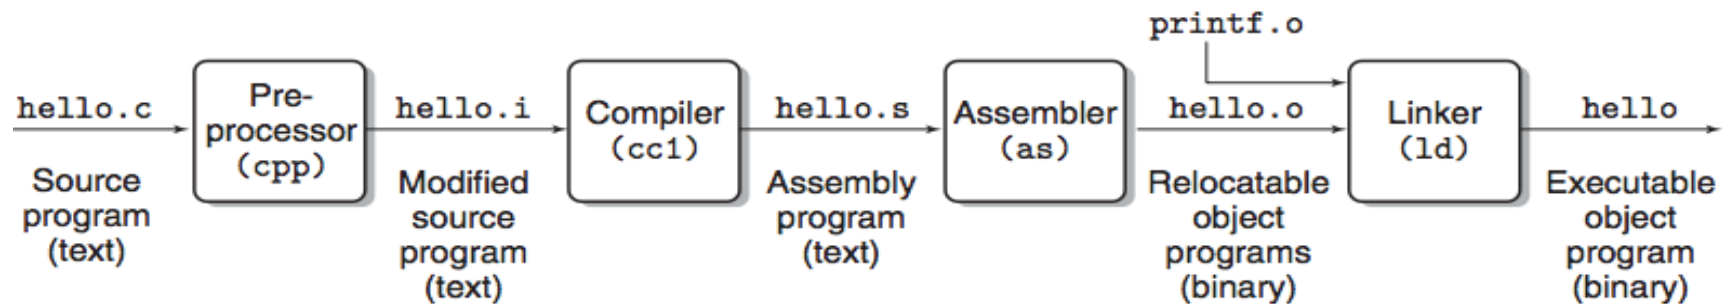 printf.o
hello.c
Pre-
processor
(cpp)
hello.i
Compiler
(cc1)
hello.s
Assembler
(as)
hello.o
Linker
(ld)
hello
Source
program
(text)
Modified
source
program
(text)
Assembly
program
(text)
Relocatable
object
programs
(binary)
Executable
object
program
(binary)